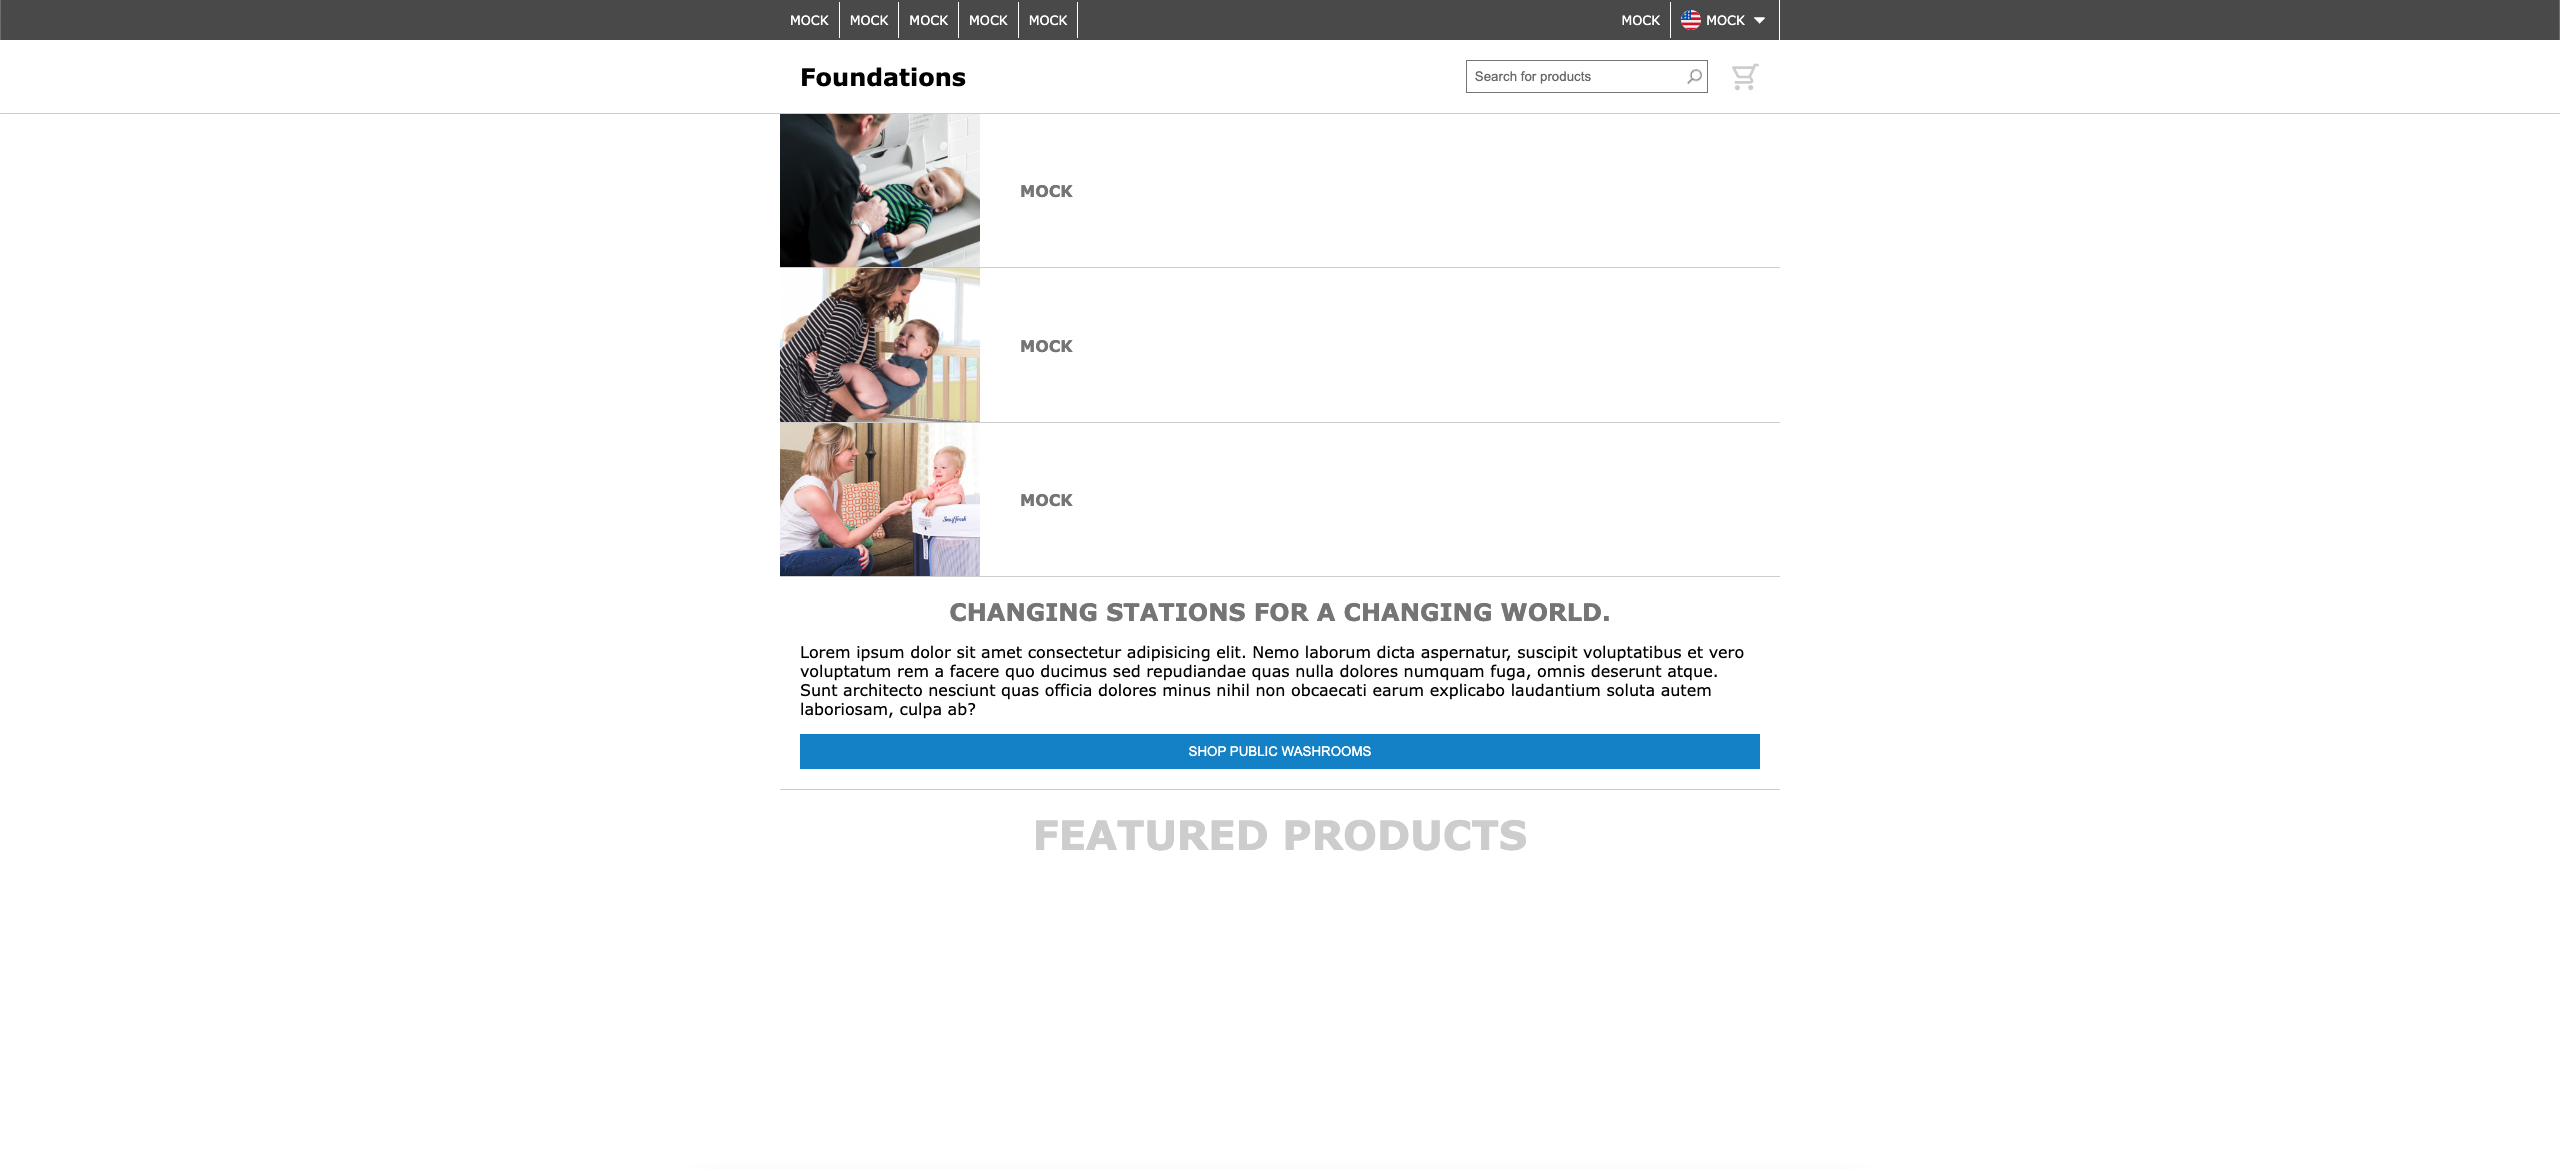 MOCK MOCK MOCK MOCK MOCK MOCK MOCK
Foundations
Search for products
MOCK
MOCK
MOCK
CHANGING STATIONS FOR A CHANGING WORLD.
Lorem ipsum dolor sit amet consectetur adipisicing elit. Nemo laborum dicta aspernatur, suscipit voluptatibus et vero
voluptatum rem a facere quo ducimus sed repudiandae quas nulla dolores numquam fuga, omnis deserunt atque.
Sunt architecto nesciunt quas officia dolores minus nihil non obcaecati earum explicabo laudantium soluta autem
laboriosam, culpa ab?
SHOP PUBLIC WASHROOMS
FEATURED PRODUCTS